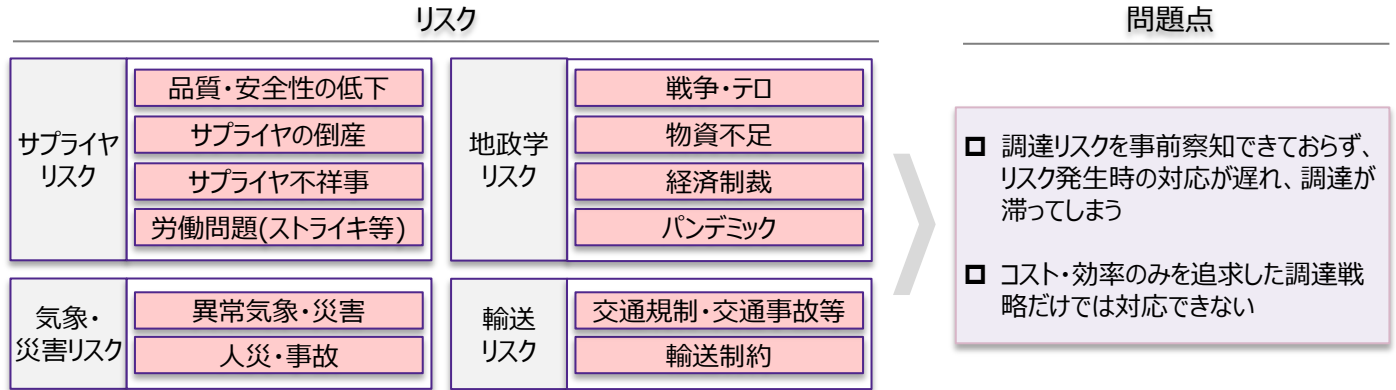 リスク
サプライヤ
リスク
品質・安全性の低下
サプライヤの倒産
サプライヤ不祥事
労働問題(ストライキ等)
地政学
リスク
戦争・テロ
物資不足
経済制裁
パンデミック
気象・
災害リスク
異常気象・災害
人災・事故
輸送
リスク
交通規制・交通事故等
輸送制約
問題点
調達リスクを事前察知できておらず、
リスク発生時の対応が遅れ、調達が
滞ってしまう
コスト・効率のみを追求した調達戦
略だけでは対応できない